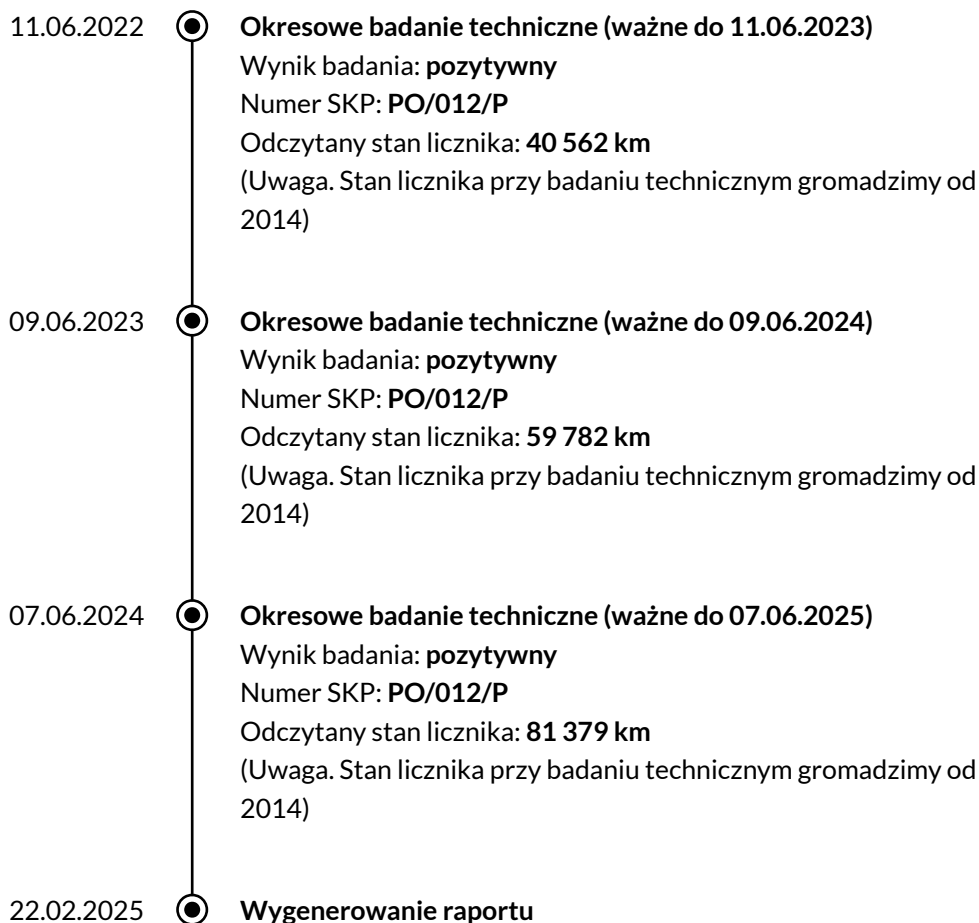 11.06.2022 Okresowe badanie techniczne (ważne do 11.06.2023)
Wynik badania: pozytywny
Numer SKP: PO/012/P
Odczytany stan licznika: 40 562 km
(Uwaga. Stan licznika przy badaniu technicznym gromadzimy od
2014)
09.06.2023 Okresowe badanie techniczne (ważne do 09.06.2024)
Wynik badania: pozytywny
Numer SKP: PO/012/P
Odczytany stan licznika: 59 782 km
(Uwaga. Stan licznika przy badaniu technicznym gromadzimy od
2014)
07.06.2024 Okresowe badanie techniczne (ważne do 07.06.2025)
Wynik badania: pozytywny
Numer SKP: PO/012/P
Odczytany stan licznika: 81 379 km
(Uwaga. Stan licznika przy badaniu technicznym gromadzimy od
2014)
22.02.2025 Wygenerowanie raportu